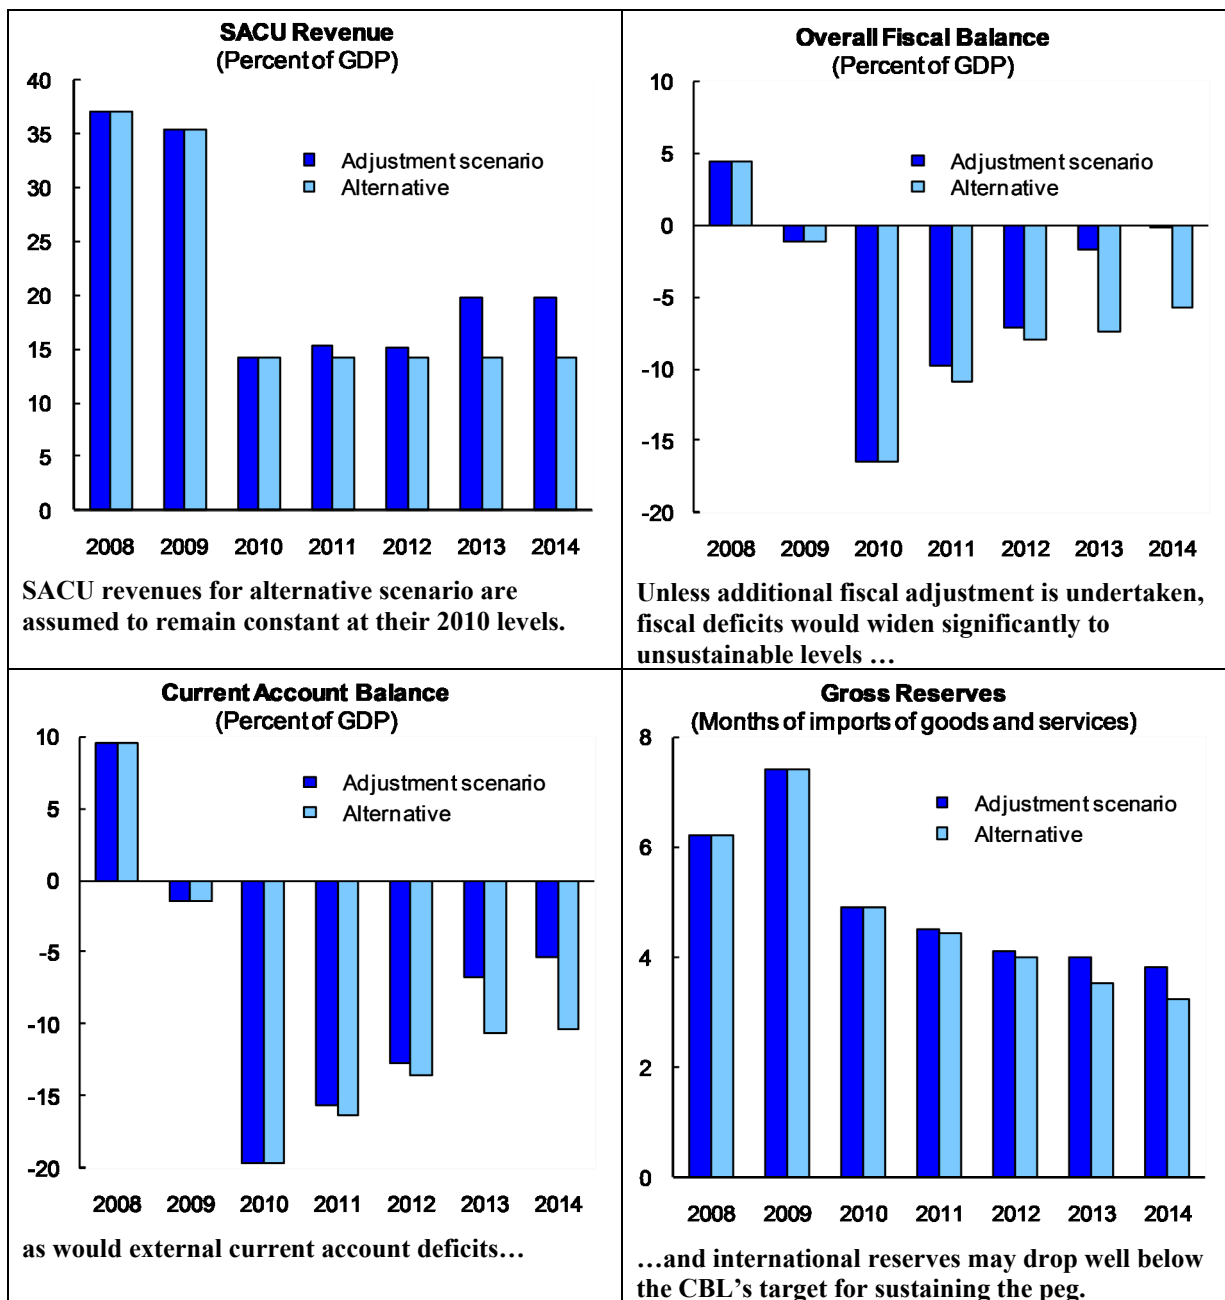 SACU Revenue
(Percent of GDP)
40
35
30
25
20
15
10
5
0
Adjustment scenario
Alternative
2008 2009 2010 2011 2012 2013 2014
SACU revenues for alternative scenario are
assumed to remain constant at their 2010 levels.
Overall Fiscal Balance
(Percent of GDP)
10
5
0
-5
-10
-15
-20
Adjustment scenario
Alternative
2008 2009 2010 2011 2012 2013 2014
Unless additional fiscal adjustment is undertaken,
fiscal deficits would widen significantly to
unsustainable levels …
Current Account Balance
(Percent of GDP)
10
5
0
-5
-10
-15
-20
Adjustment scenario
Alternative
2008 2009 2010 2011 2012 2013 2014
as would external current account deficits…
Gross Reserves
(Months of imports of goods and services)
8
6
4
2
0
Adjustment scenario
Alternative
2008 2009 2010 2011 2012 2013 2014
…and international reserves may drop well below
the CBL’s target for sustaining the peg.